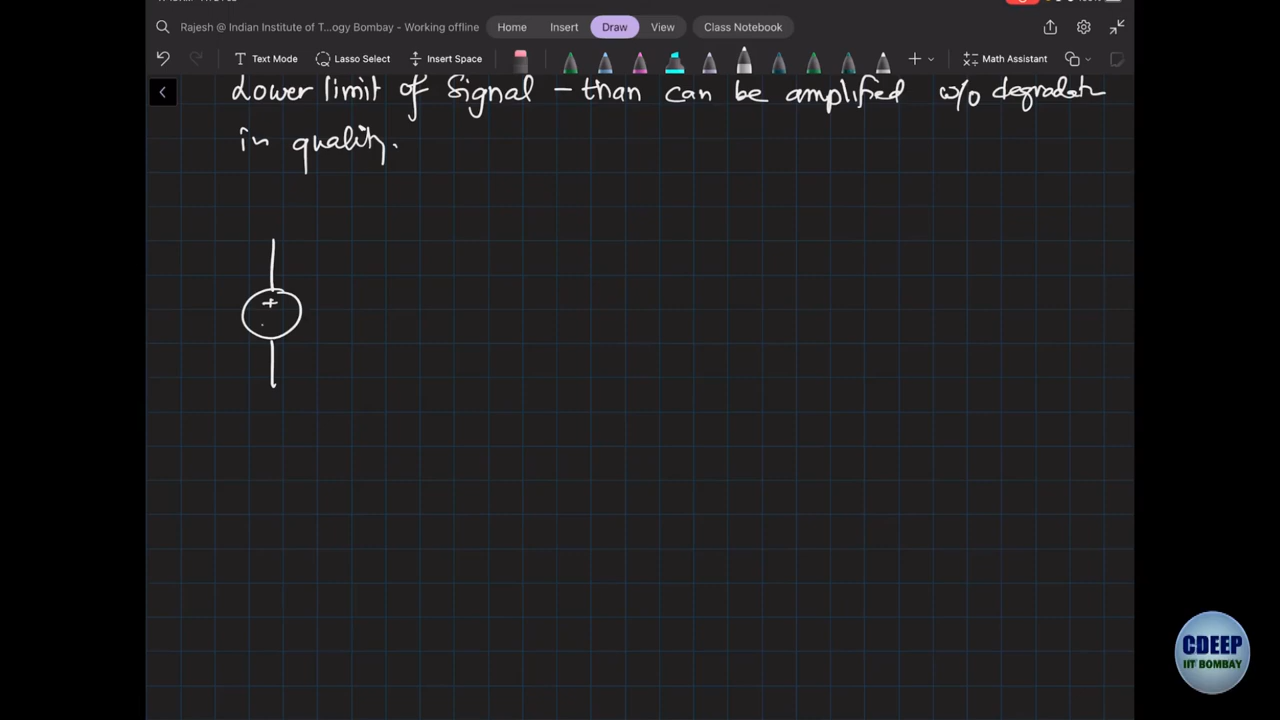 Rajesh @ Indian Institute of T...ogy Bombay - Working offline Home Insert Draw View Class Notebook
Text Mode Lasso Select Insert Space Math Assistant
Lower limit of signal - than can be amplified w/o
in quality.
+
CDEEP
IIT BOMBAY